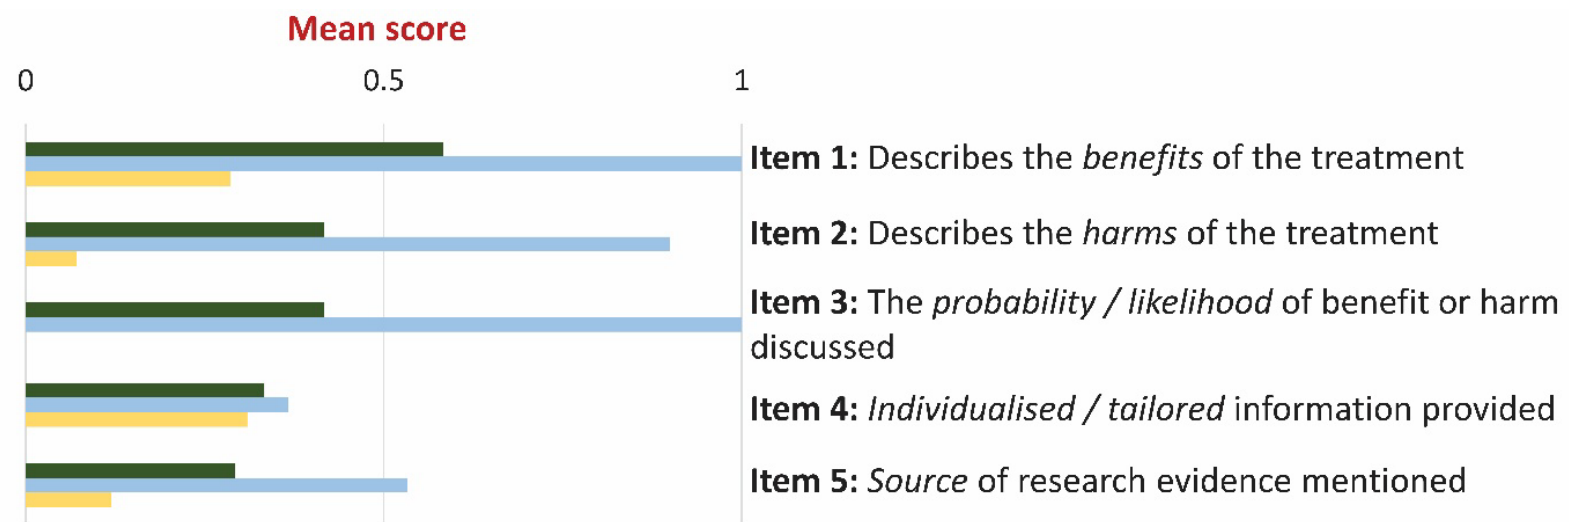 Mean score
0 0.5 1
Item 1: Describes the benefits of the treatment
Item 2: Describes the harms of the treatment
Item 3: The probability / likelihood of benefit or harm
discussed
Item 4: Individualised / tailored information provided
Item 5: Source of research evidence mentioned